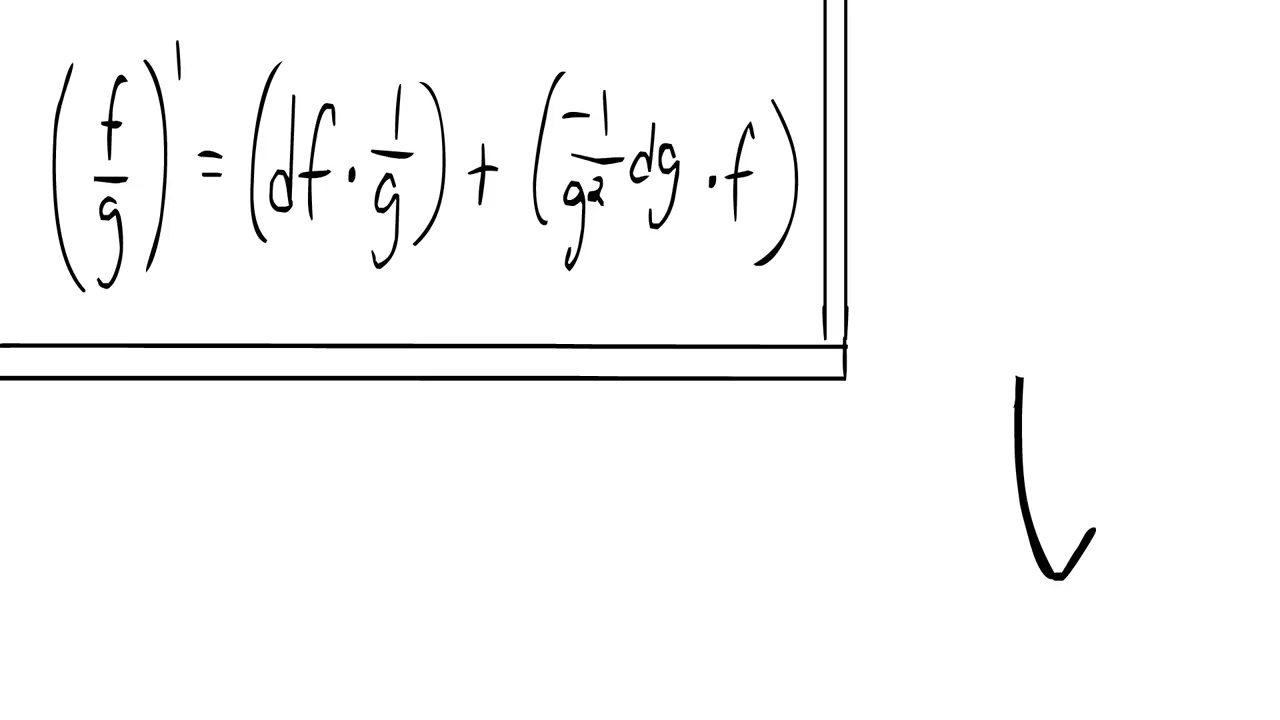 (f/g)' = (df · 1/g) + (-1/g² dg · f)